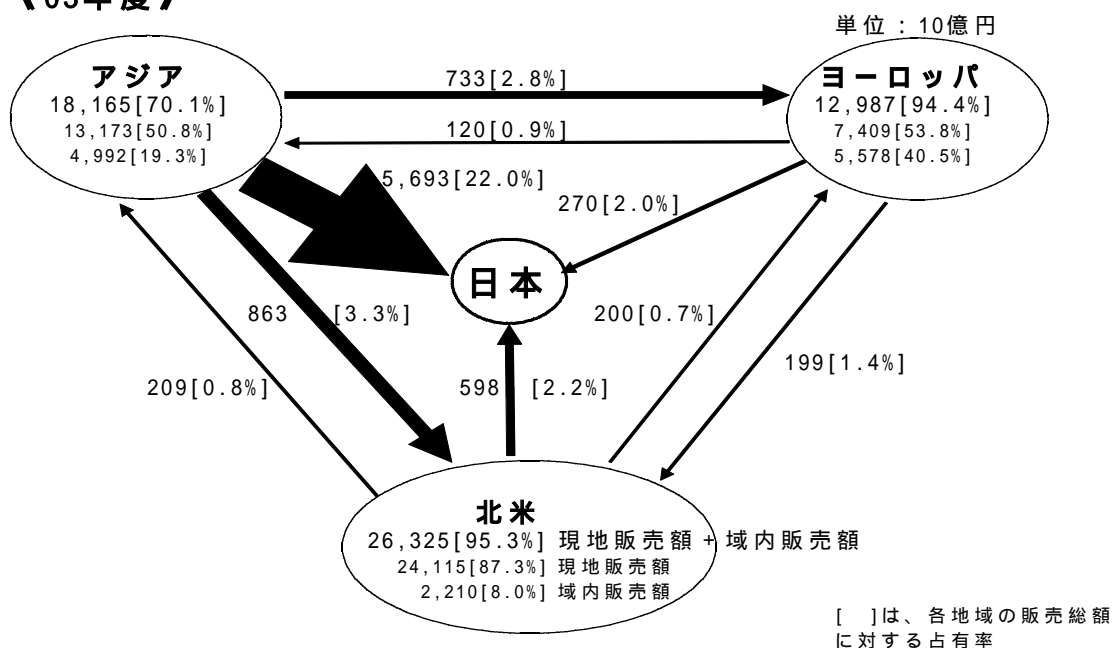 《03年度》
単位：10億円
アジア
18,165[70.1%]
13,173[50.8%]
4,992[19.3%]
733[2.8%]
ヨーロッパ
12,987[94.4%]
7,409[53.8%]
5,578[40.5%]
120[0.9%]
5,693[22.0%]
270[2.0%]
日本
863 [3.3%]
200[0.7%]
199[1.4%]
209[0.8%]
598 [2.2%]
北米
26,325[95.3%] 現地販売額+域内販売額
24,115[87.3%] 現地販売額
2,210[8.0%] 域内販売額
[ ]は、各地域の販売総額
に対する占有率